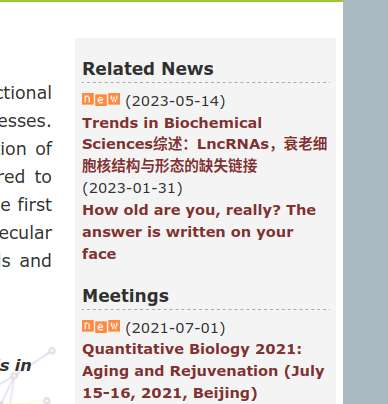 ctional
esses.
ion of
red to
e first
ecular
s and
s in
Related News
new (2023-05-14)
Trends in Biochemical
Sciences综述：LncRNAs，衰老细
胞核结构与形态的缺失链接
(2023-01-31)
How old are you, really? The
answer is written on your
face
Meetings
new (2021-07-01)
Quantitative Biology 2021:
Aging and Rejuvenation (July
15-16, 2021, Beijing)